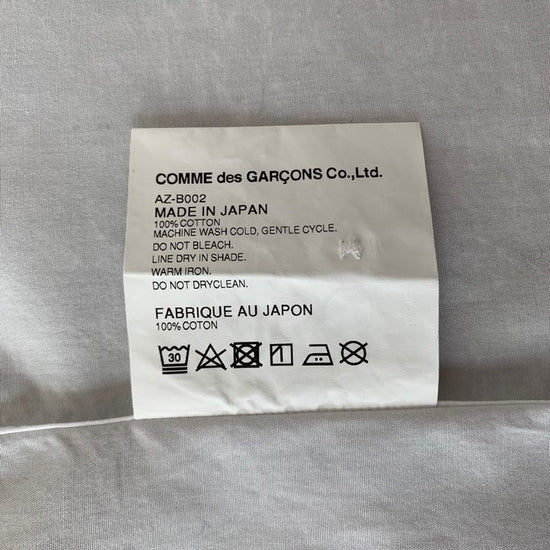 COMME des GARÇONS Co.,Ltd.
AZ-B002
MADE IN JAPAN
100% COTTON
MACHINE WASH COLD, GENTLE CYCLE.
DO NOT BLEACH.
LINE DRY IN SHADE.
WARM IRON.
DO NOT DRYCLEAN.
FABRIQUE AU JAPON
100% COTON
30